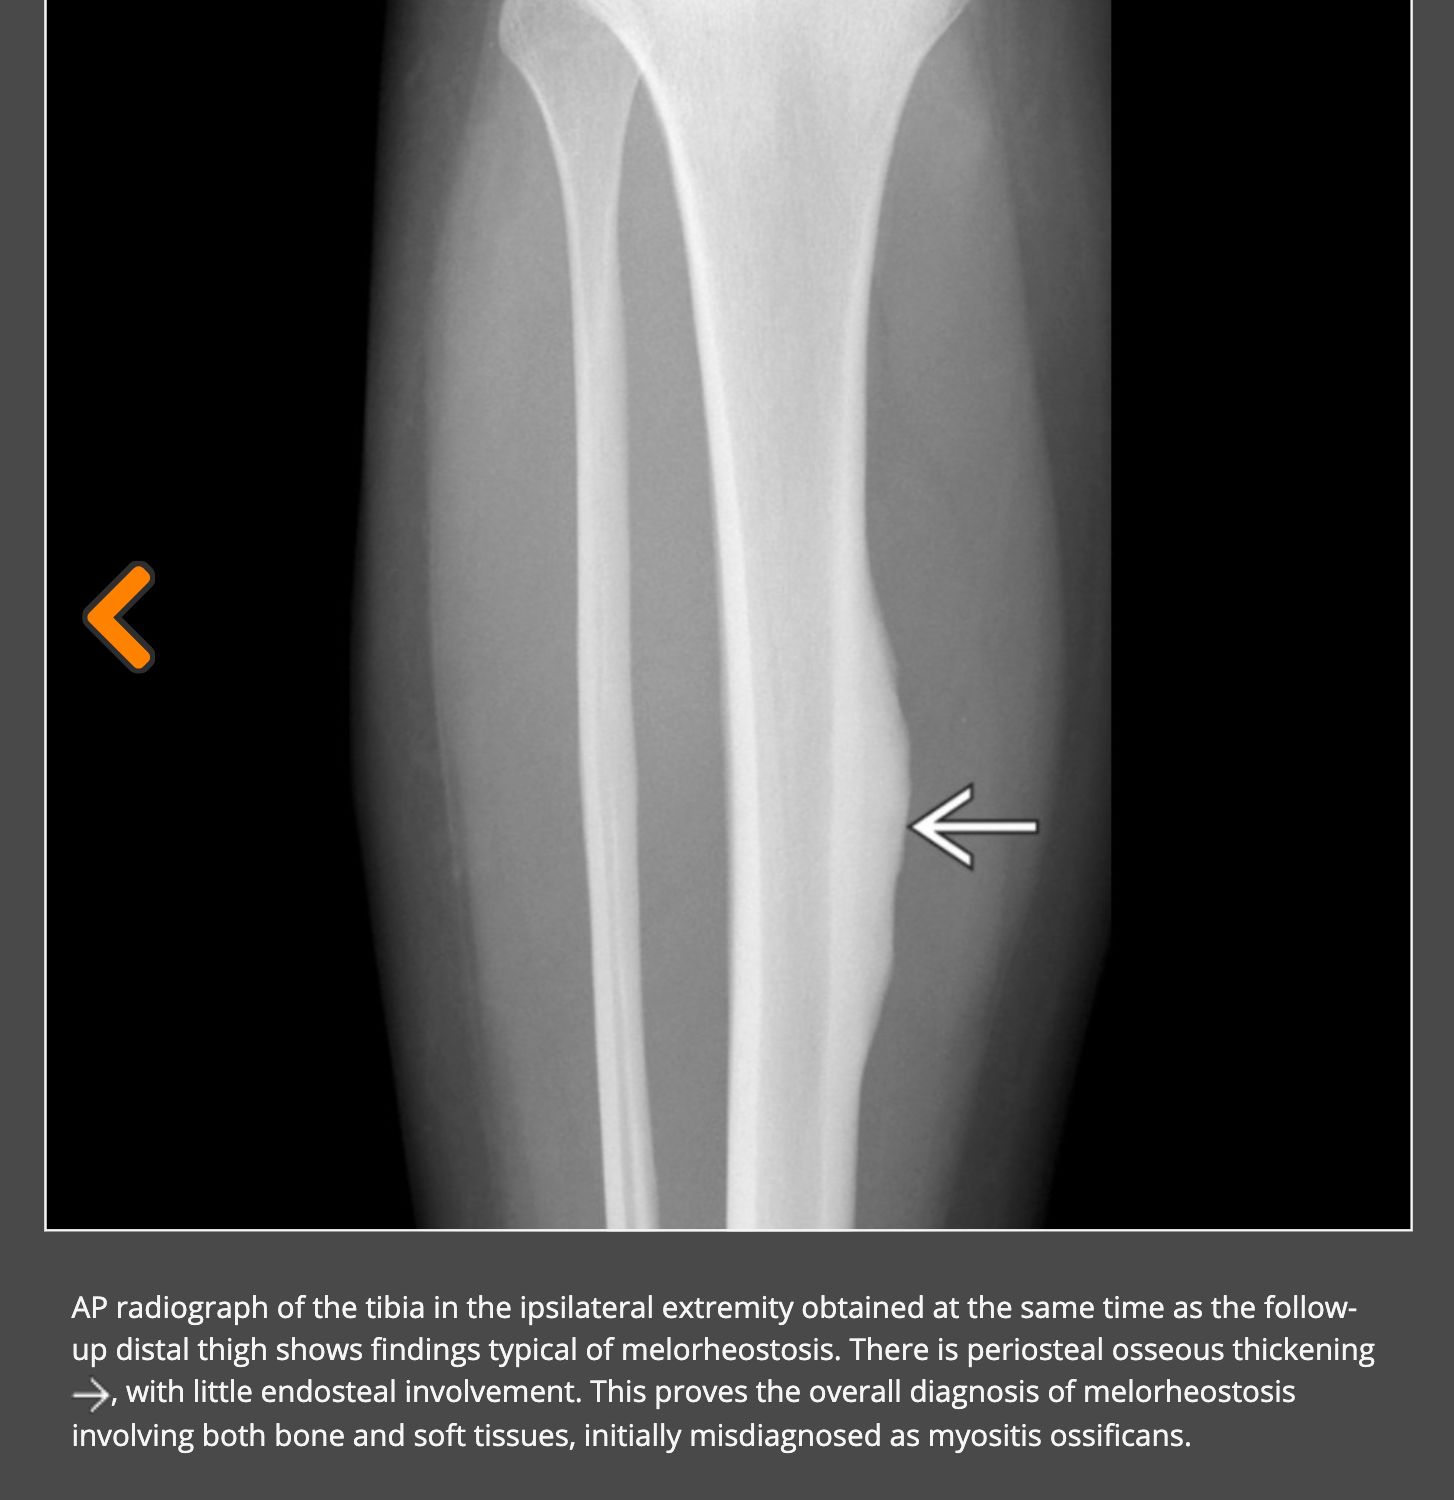 AP radiograph of the tibia in the ipsilateral extremity obtained at the same time as the follow-
up distal thigh shows findings typical of melorheostosis. There is periosteal osseous thickening
→, with little endosteal involvement. This proves the overall diagnosis of melorheostosis
involving both bone and soft tissues, initially misdiagnosed as myositis ossificans.